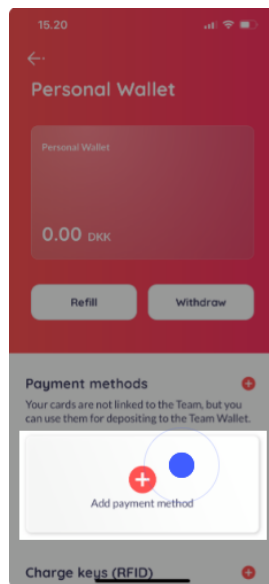 15.20
Personal Wallet
Personal Wallet
0.00 DKK
Refill
Withdraw
Payment methods
Your cards are not linked to the Team, but you
can use them for depositing to the Team Wallet.
Add payment method
Charge keys (RFID)